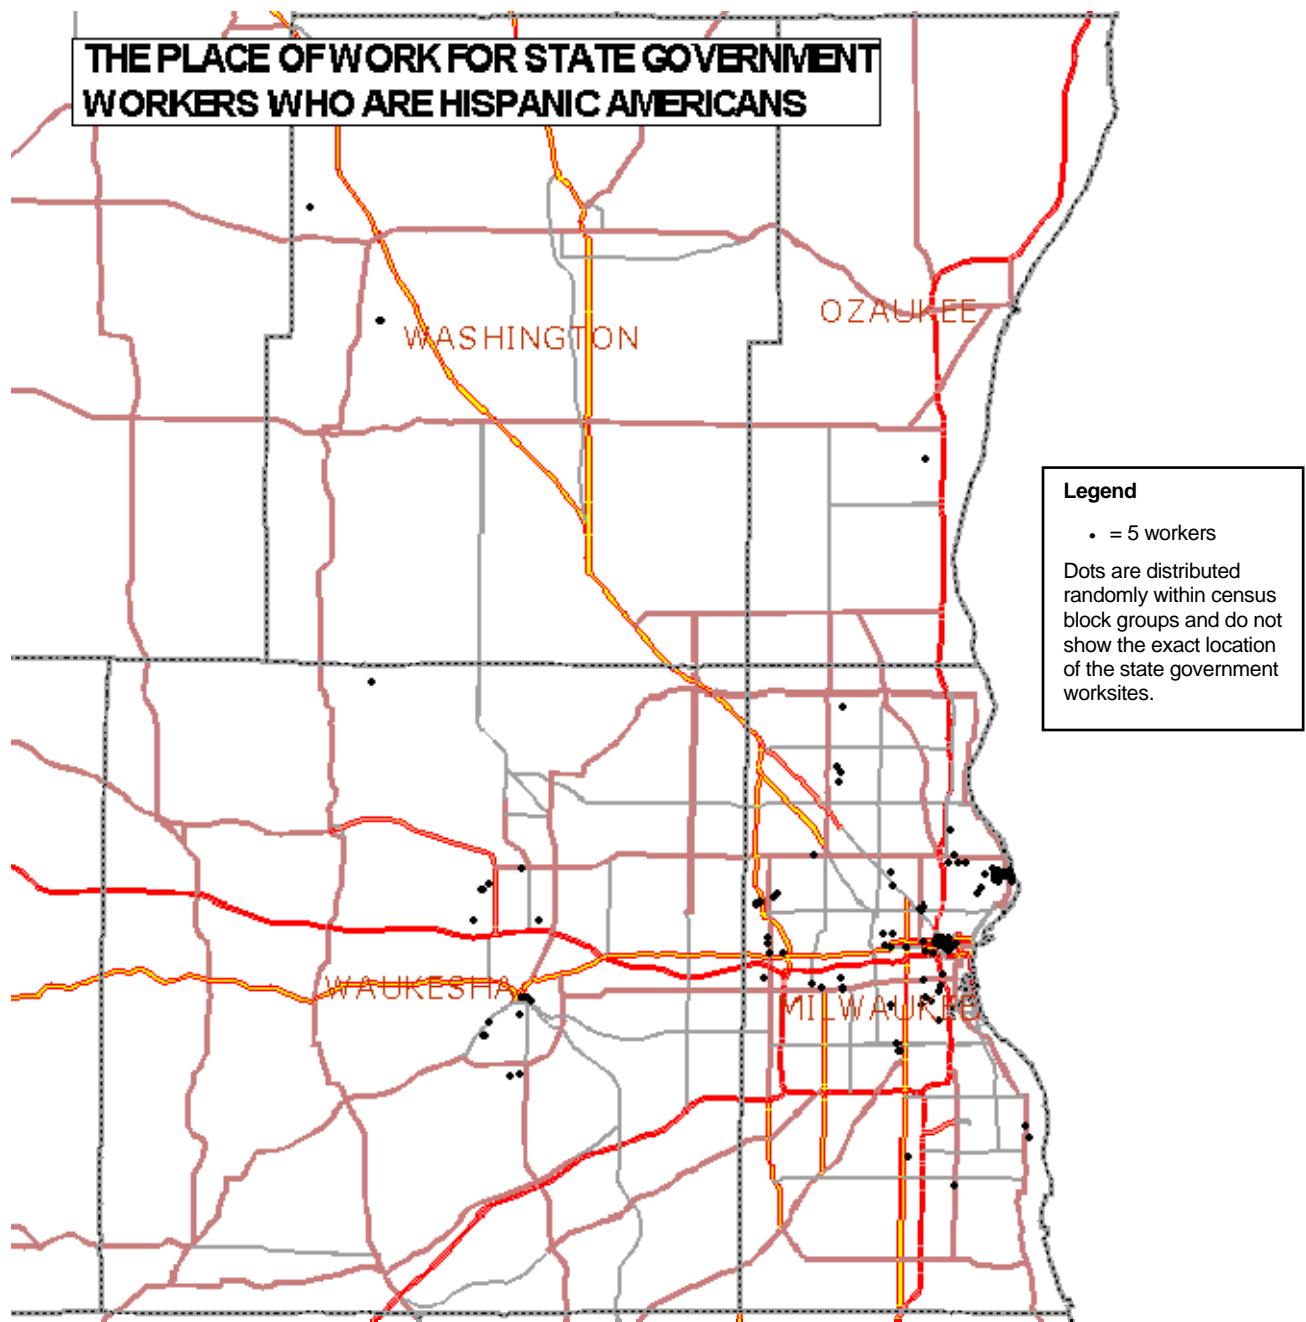 THE PLACE OF WORK FOR STATE GOVERNMENT
WORKERS WHO ARE HISPANIC AMERICANS
OZAUKEE
WASHINGTON
Legend
• = 5 workers
Dots are distributed
randomly within census
block groups and do not
show the exact location
of the state government
worksites.
WAUKESHA
MILWAUKEE